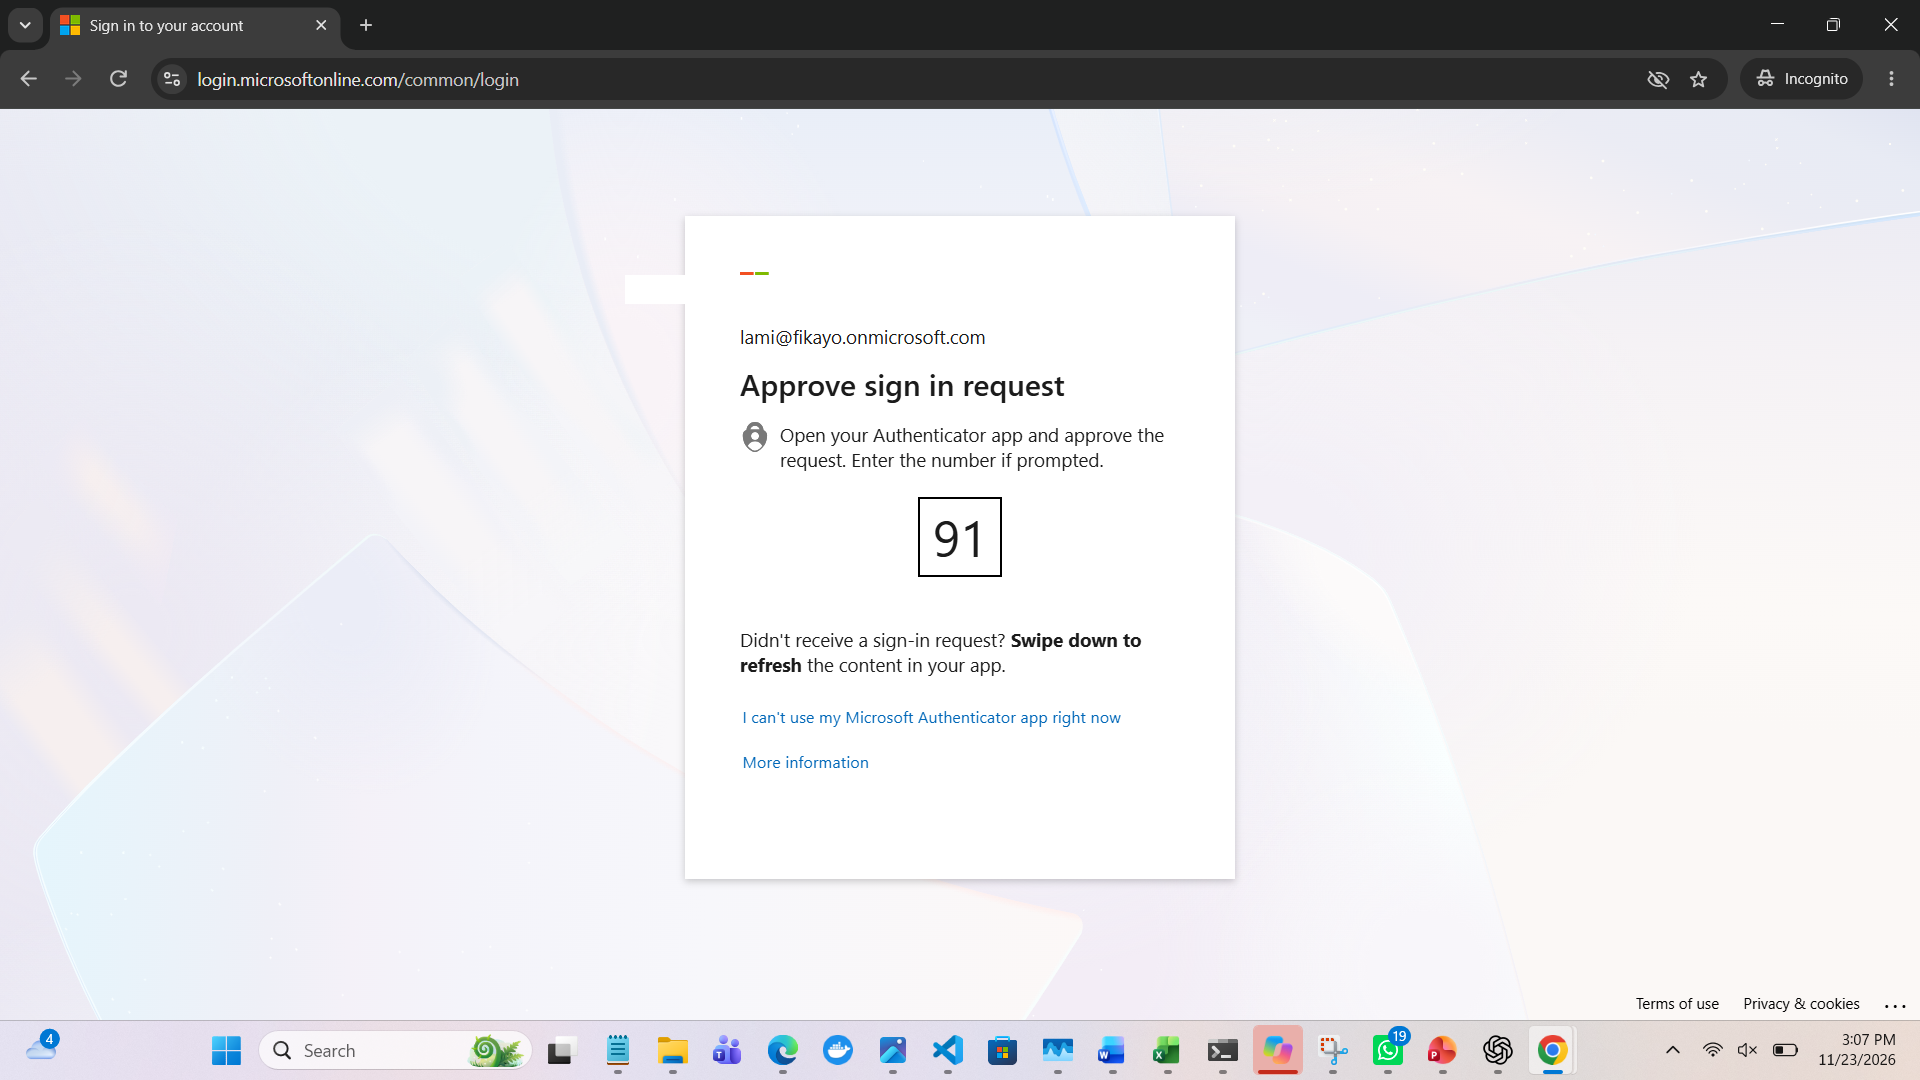 Sign in to your account
login.microsoftonline.com/common/login
Incognito
lami@fikayo.onmicrosoft.com
Approve sign in request
Open your Authenticator app and approve the
request. Enter the number if prompted.
91
Didn't receive a sign-in request? Swipe down to
refresh the content in your app.
I can't use my Microsoft Authenticator app right now
More information
Terms of use
Privacy & cookies
...
4
Search
19
3:07 PM
11/23/2026